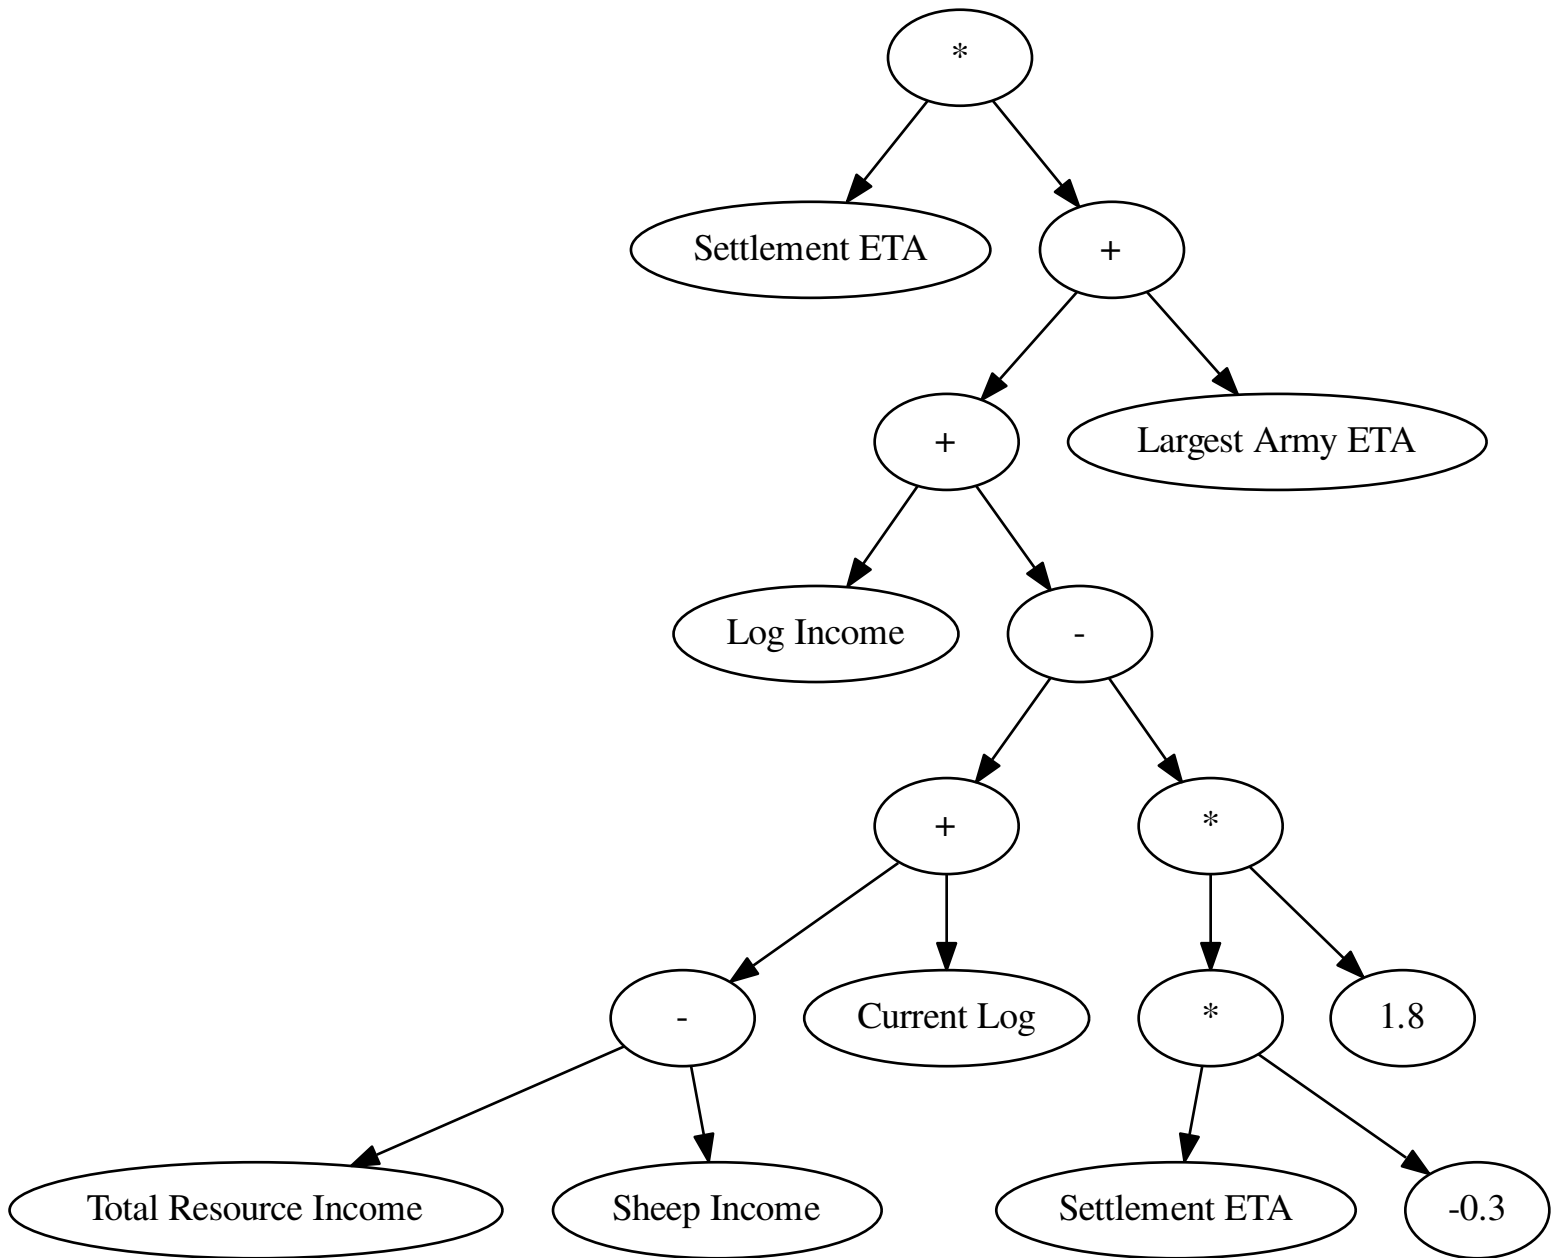 *
Settlement ETA
+
+
Largest Army ETA
Log Income
-
+
*
-
Current Log
*
1.8
Total Resource Income
Sheep Income
Settlement ETA
-0.3